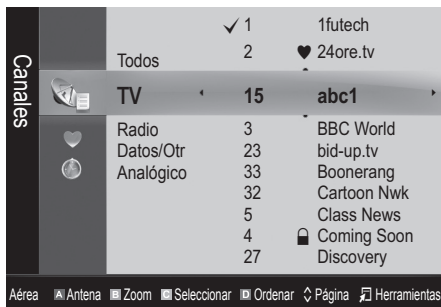 Canales
✓ 1 1futech
Todos 2 ♥ 24ore.tv
TV 15 abc1
Radio 3 BBC World
Datos/Otr 23 bid-up.tv
Analógico 33 Boonerang
32 Cartoon Nwk
5 Class News
4 Coming Soon
27 Discovery
Aérea A Antena B Zoom C Seleccionar D Ordenar Página Herramientas